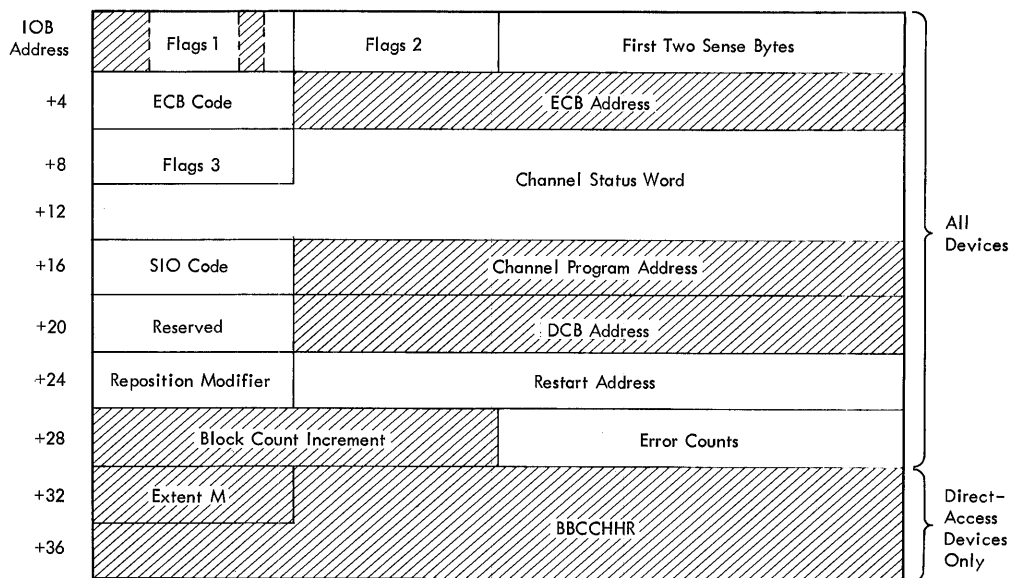 IOB
Address
Flags 1
Flags 2
First Two Sense Bytes
+4
ECB Code
ECB Address
+8
Flags 3
Channel Status Word
+12
+16
SIO Code
Channel Program Address
+20
Reserved
DCB Address
+24
Reposition Modifier
Restart Address
+28
Block Count Increment
Error Counts
All
Devices
+32
Extent M
BBCCHHR
+36
Direct-
Access
Devices
Only